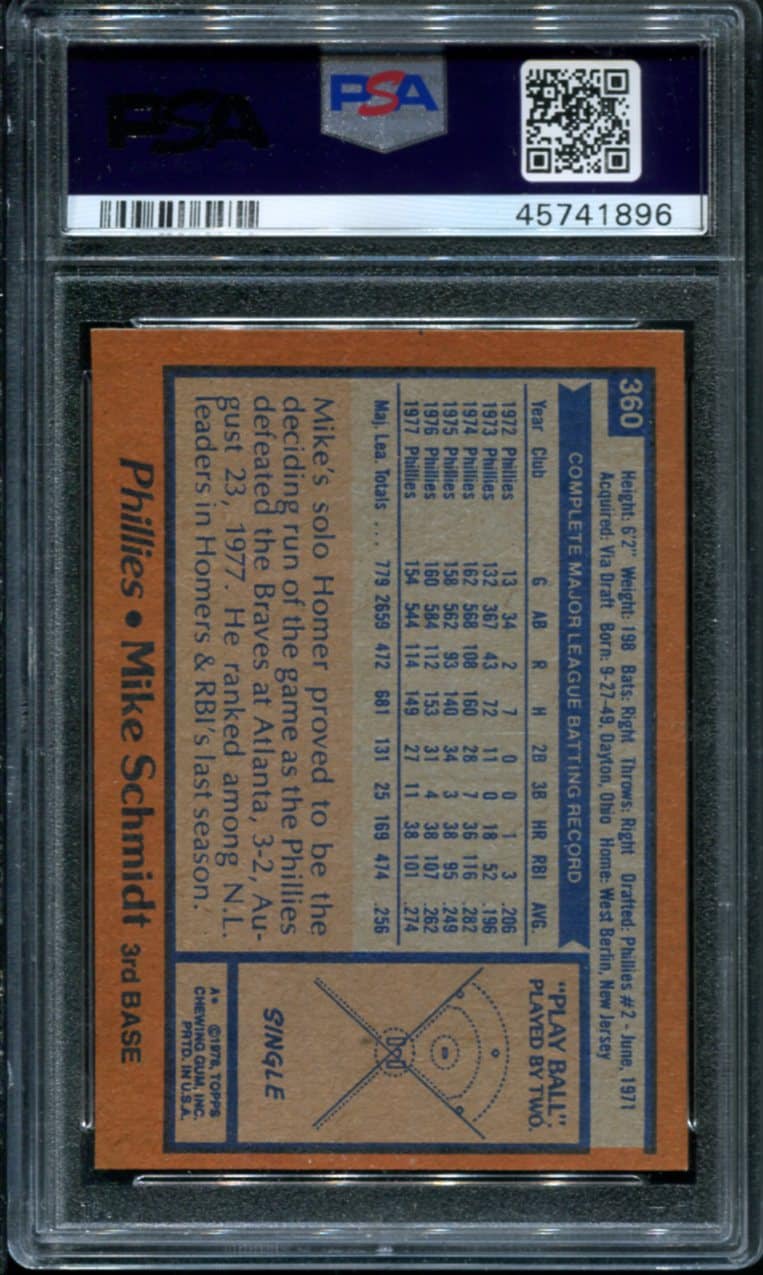 PSA
PSA
45741896
360
Height: 6'2" Weight: 198 Bats: Right Throws: Right Drafted: Phillies #2 - June, 1971
Acquired: Via Draft Born: 9-27-49, Dayton, Ohio Home: West Berlin, New Jersey
COMPLETE MAJOR LEAGUE BATTING RECORD
Year Club G AB R H 2B 3B HR RBI AVG.
1972 Phillies 13 34 2 7 0 0 1 3 .206
1973 Phillies 132 367 43 72 11 0 18 52 .196
1974 Phillies 162 568 108 160 28 7 36 116 .282
1975 Phillies 158 562 93 140 34 3 38 95 .249
1976 Phillies 160 584 112 153 31 4 38 107 .262
1977 Phillies 154 544 114 149 27 11 38 101 .274
Maj. Lea. Totals ... 779 2659 472 681 131 25 169 474 .256
Mike's solo Homer proved to be the
deciding run of the game as the Phillies
defeated the Braves at Atlanta, 3-2, Au-
gust 23, 1977. He ranked among N.L.
leaders in Homers & RBI's last season.
"PLAY BALL"
PLAYED BY TWO.
SINGLE
A* ©1978, TOPPS
CHEWING GUM, INC.
PRTD. IN U.S.A.
Phillies • Mike Schmidt 3rd BASE